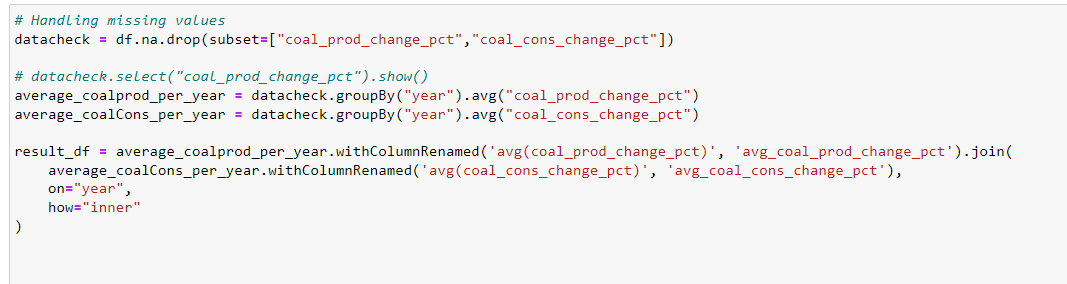 # Handling missing values
datacheck = df.na.drop(subset=["coal_prod_change_pct","coal_cons_change_pct"])

# datacheck.select("coal_prod_change_pct").show()
average_coalprod_per_year = datacheck.groupBy("year").avg("coal_prod_change_pct")
average_coalCons_per_year = datacheck.groupBy("year").avg("coal_cons_change_pct")

result_df = average_coalprod_per_year.withColumnRenamed('avg(coal_prod_change_pct)', 'avg_coal_prod_change_pct').join(
    average_coalCons_per_year.withColumnRenamed('avg(coal_cons_change_pct)', 'avg_coal_cons_change_pct'),
    on="year",
    how="inner"
)